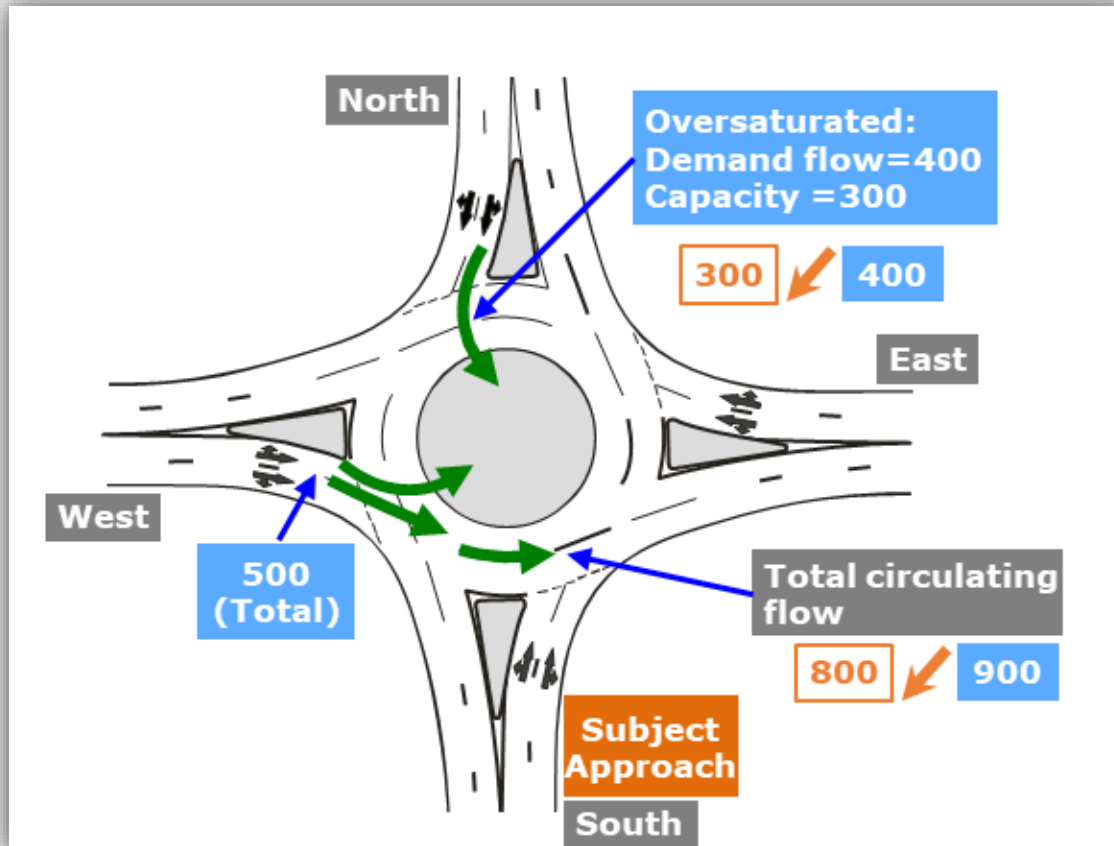 North
Oversaturated:
Demand flow=400
Capacity =300
300
400
East
West
500
(Total)
Total circulating
flow
800
900
Subject
Approach
South